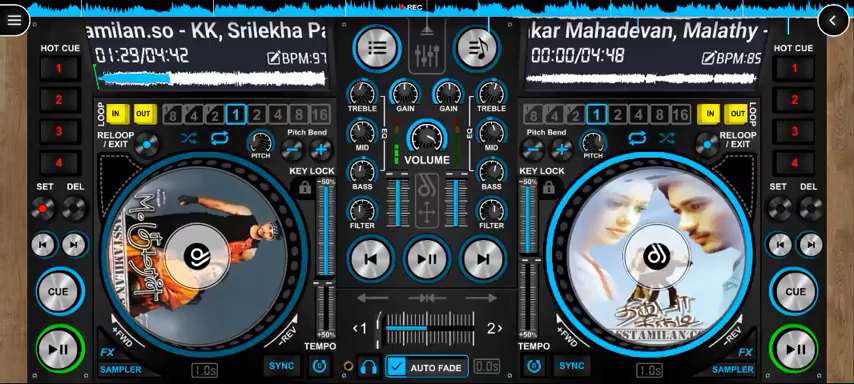 REC
amilan.so - KK, Srilekha Pa
01:29/04:42
BPM:97
kar Mahadevan, Malathy -
00:00/04:48
BPM:85
HOT CUE
1
2
3
4
SET DEL
CUE
LOOP
IN OUT
/8 /4 /2 1 2 4 8 16
RELOOP
/ EXIT
PITCH
Pitch Bend
KEY LOCK
-50%
+50%
TEMPO
+FWD
-REV
FX
SAMPLER
1.0s
SYNC
TREBLE GAIN GAIN TREBLE
EQ EQ
MID MID
VOLUME
BASS BASS
FILTER FILTER
1 2
AUTO FADE
0.0s
LOOP
IN OUT
/8 /4 /2 1 2 4 8 16
RELOOP
/ EXIT
PITCH
Pitch Bend
KEY LOCK
-50%
+50%
TEMPO
+FWD
-REV
FX
SAMPLER
1.0s
SYNC
SSTAMILAN.SO
திருடா
திருடி
HOT CUE
1
2
3
4
SET DEL
CUE